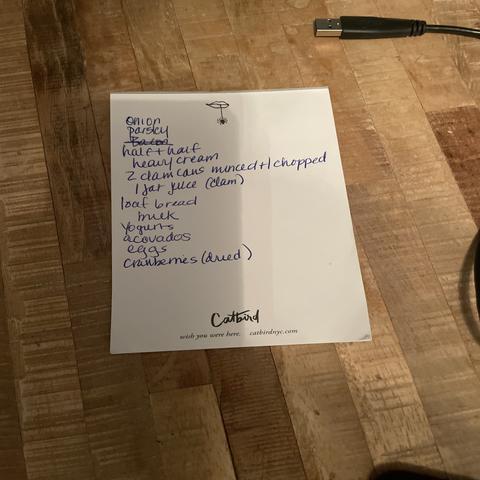 Onion
Parsley
Bacon
half + half
heavy cream
2 clam cans minced + 1 chopped
1 jar juice (clam)
loaf bread
milk
Yogurts
acovados
eggs
Cranberries (dried)
Catbird
wish you were here. catbirdnyc.com